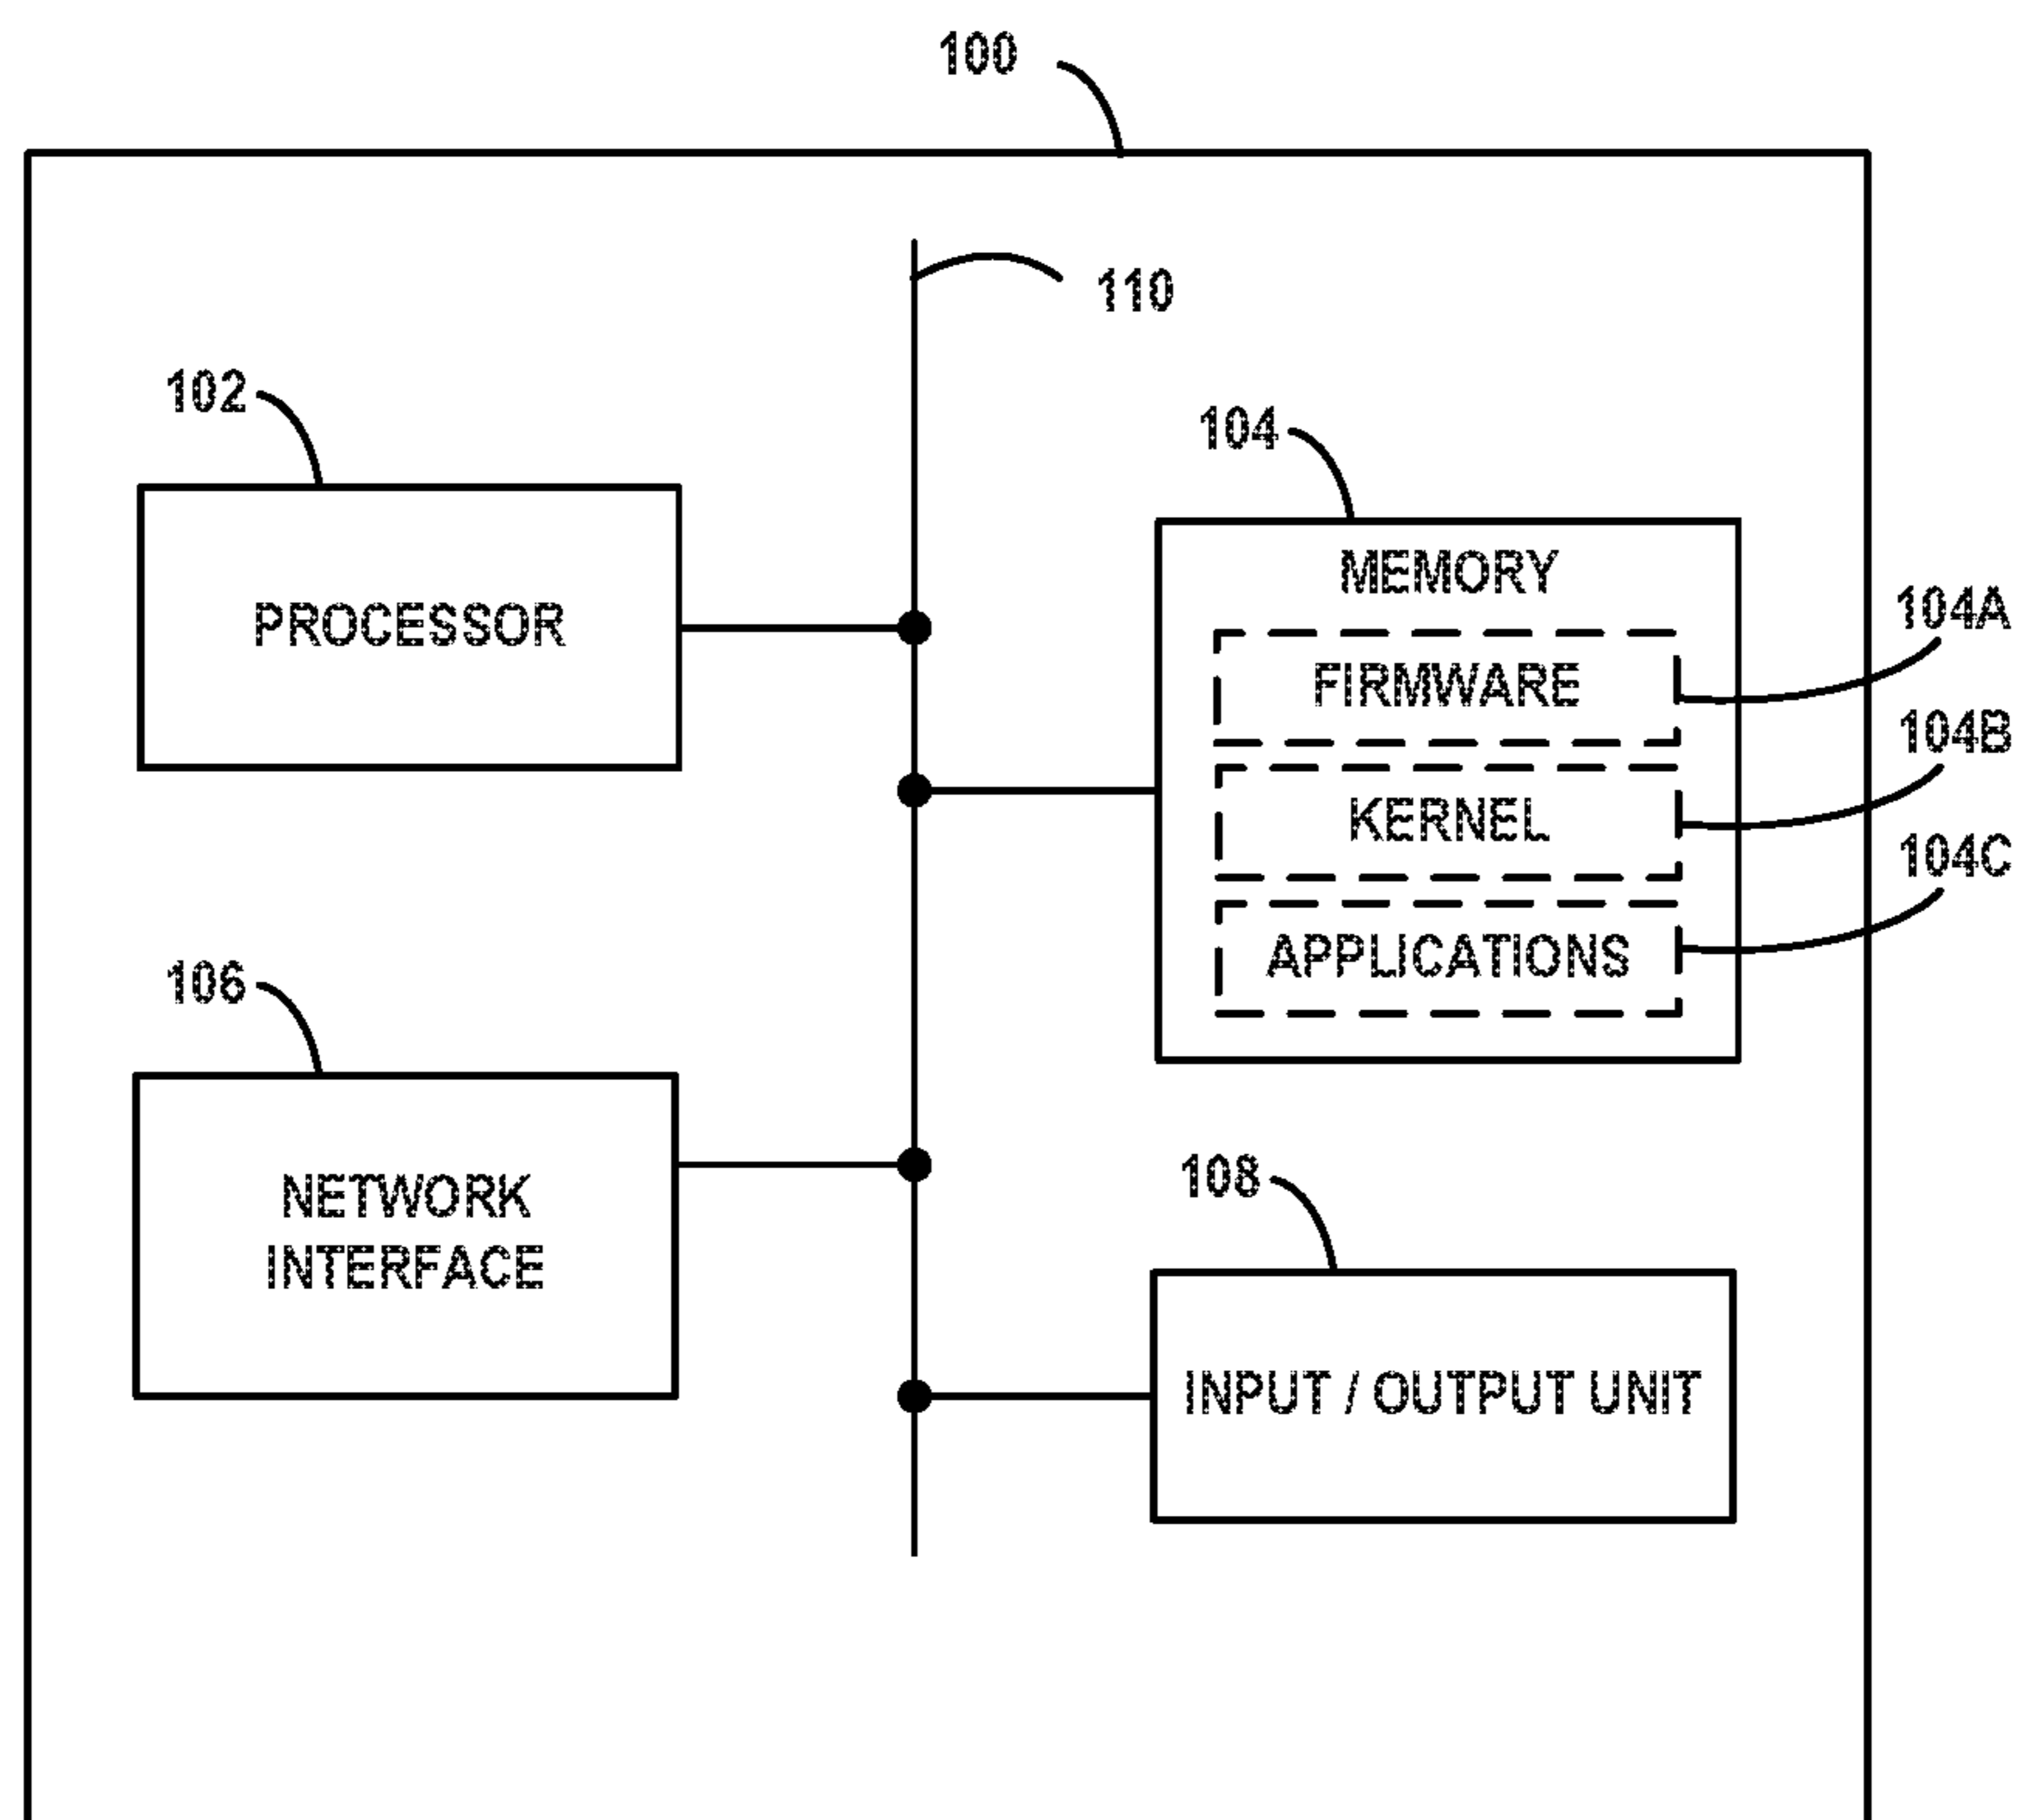 100
110
102
104
PROCESSOR
MEMORY
104A
FIRMWARE
104B
KERNEL
104C
APPLICATIONS
106
NETWORK
INTERFACE
108
INPUT / OUTPUT UNIT